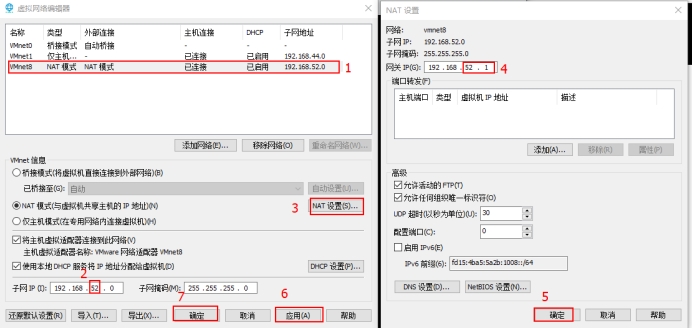 虚拟网络编辑器
名称 类型 外部连接 主机连接 DHCP 子网地址
VMnet0 桥接模式 自动桥接 - - -
VMnet1 仅主机... - 已连接 已启用 192.168.44.0
VMnet8 NAT 模式 NAT 模式 已连接 已启用 192.168.52.0
1
添加网络(E)... 移除网络(O) 重命名网络(W)...
VMnet 信息
桥接模式(将虚拟机直接连接到外部网络)(B)
已桥接至(G): 自动 自动设置(U)...
NAT 模式(与虚拟机共享主机的 IP 地址)(N) 3 NAT 设置(S)...
仅主机模式(在专用网络内连接虚拟机)(H)
将主机虚拟适配器连接到此网络(V)
主机虚拟适配器名称: VMware 网络适配器 VMnet8
使用本地 DHCP 服务将 IP 地址分配给虚拟机(D) DHCP 设置(P)...
2
子网 IP (I): 192 . 168 . 52 . 0 子网掩码(M): 255 . 255 . 255 . 0
7 6
还原默认设置(R) 导入(T)... 导出(X)... 确定 取消 应用(A) 帮助
NAT 设置
网络: vmnet8
子网 IP: 192.168.52.0
子网掩码: 255.255.255.0
网关 IP(G): 192 . 168 . 52 . 1 4
端口转发(F)
主机端口 类型 虚拟机 IP 地址 描述
添加(A)... 移除(R) 属性(P)
高级
允许活动的 FTP(T)
允许任何组织唯一标识符(O)
UDP 超时(以秒为单位)(U): 30
配置端口(C): 0
启用 IPv6(E)
IPv6 前缀(6): fd15:4ba5:5a2b:1008::/64
DNS 设置(D)... NetBIOS 设置(N)...
5
确定 取消 帮助